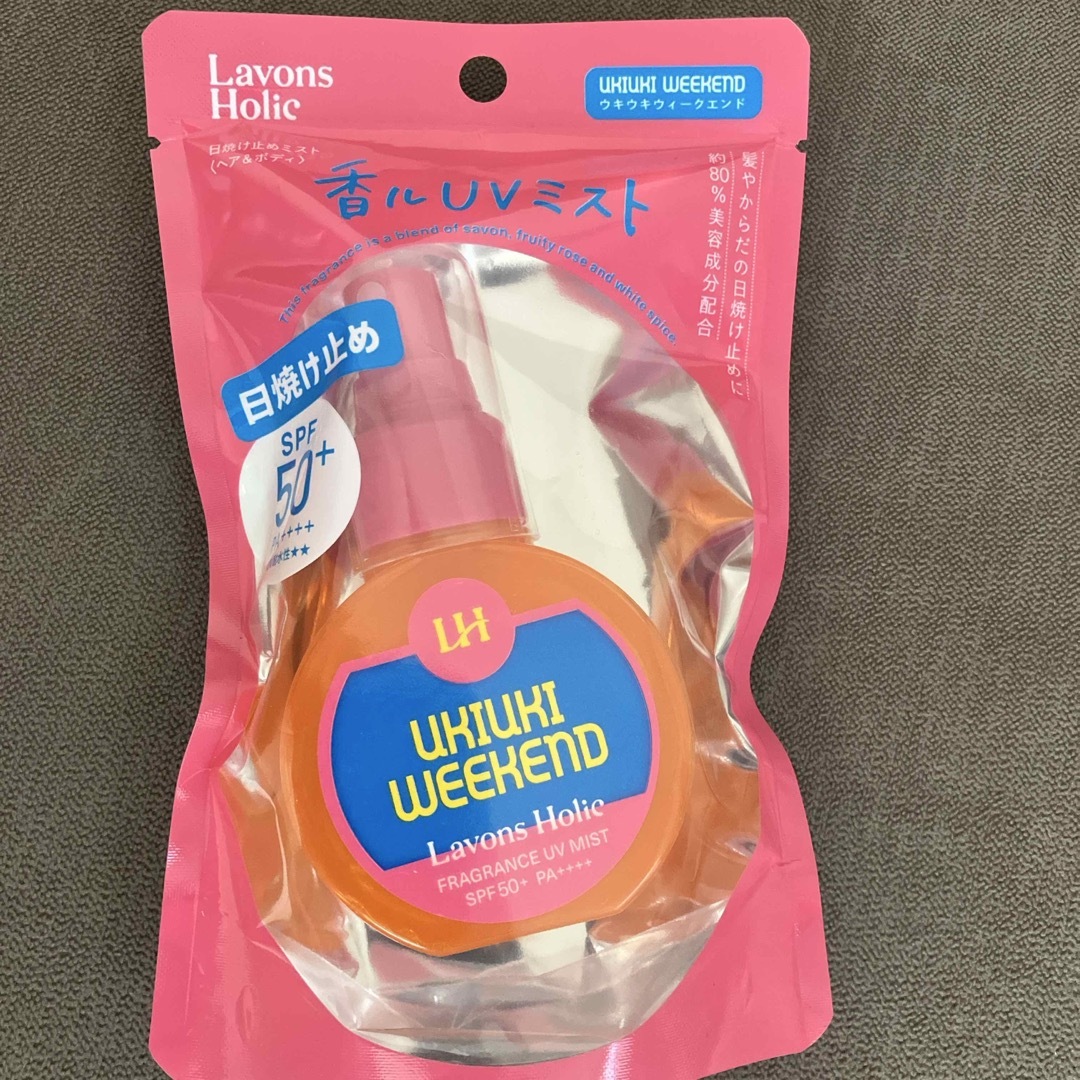 Lavons
Holic
日焼け止めミスト
〈ヘア＆ボディ〉
UKIUKI WEEKEND
ウキウキウィークエンド
香ルUVミスト
This fragrance is a blend of savon, fruity rose and white spice.
髪やからだの日焼け止めに
約80%美容成分配合
日焼け止め
SPF
50+
++++
水性★★
LH
UKIUKI
WEEKEND
Lavons Holic
FRAGRANCE UV MIST
SPF50+ PA++++